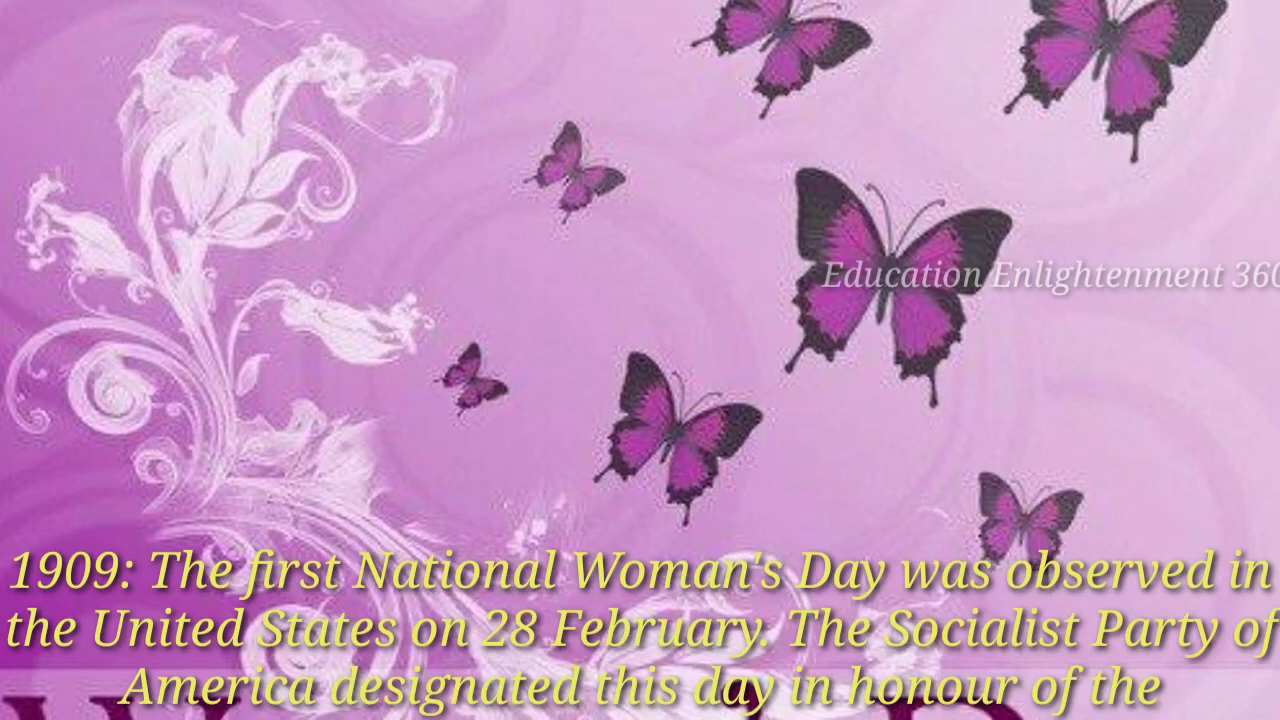 Education Enlightenment 360
1909: The first National Woman's Day was observed in
the United States on 28 February. The Socialist Party of
America designated this day in honour of the